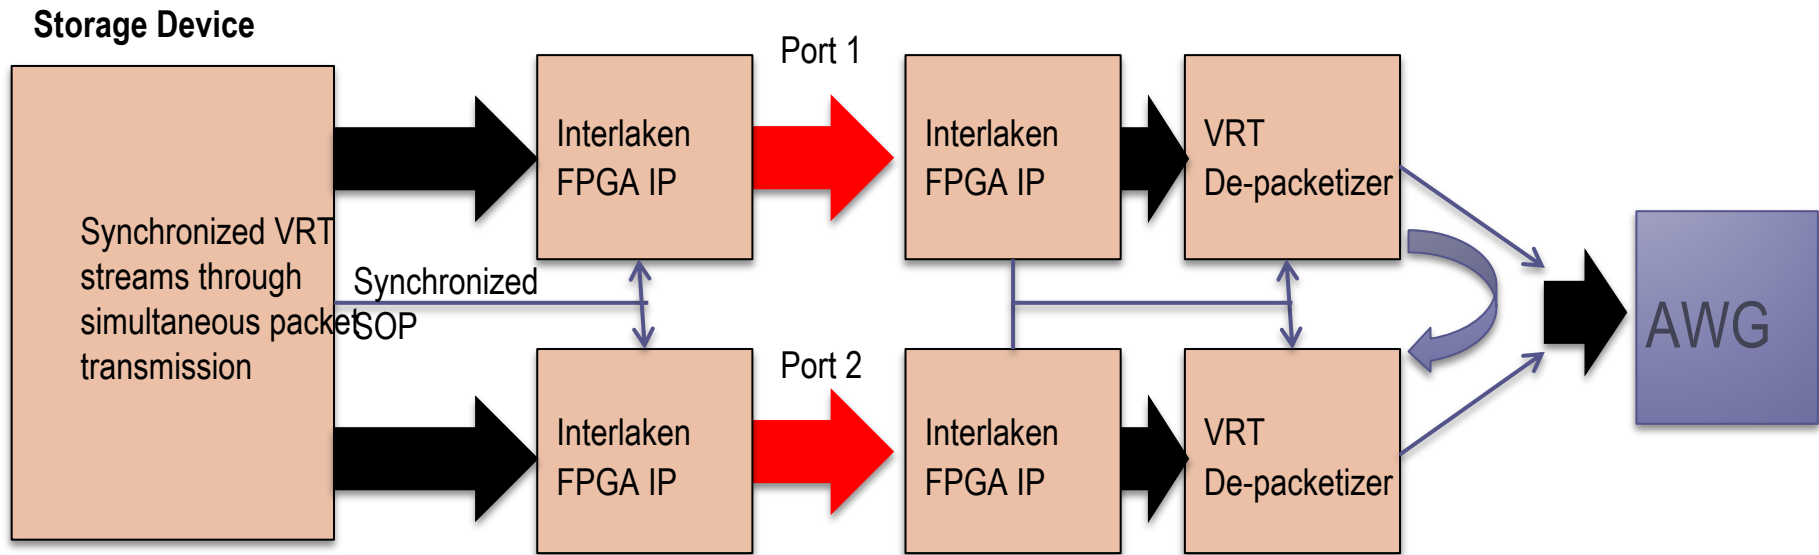 Storage Device
Synchronized VRT
streams through
simultaneous packet
transmission
Synchronized
SOP
Interlaken
FPGA IP
Port 1
Interlaken
FPGA IP
VRT
De-packetizer
Interlaken
FPGA IP
Port 2
Interlaken
FPGA IP
VRT
De-packetizer
AWG